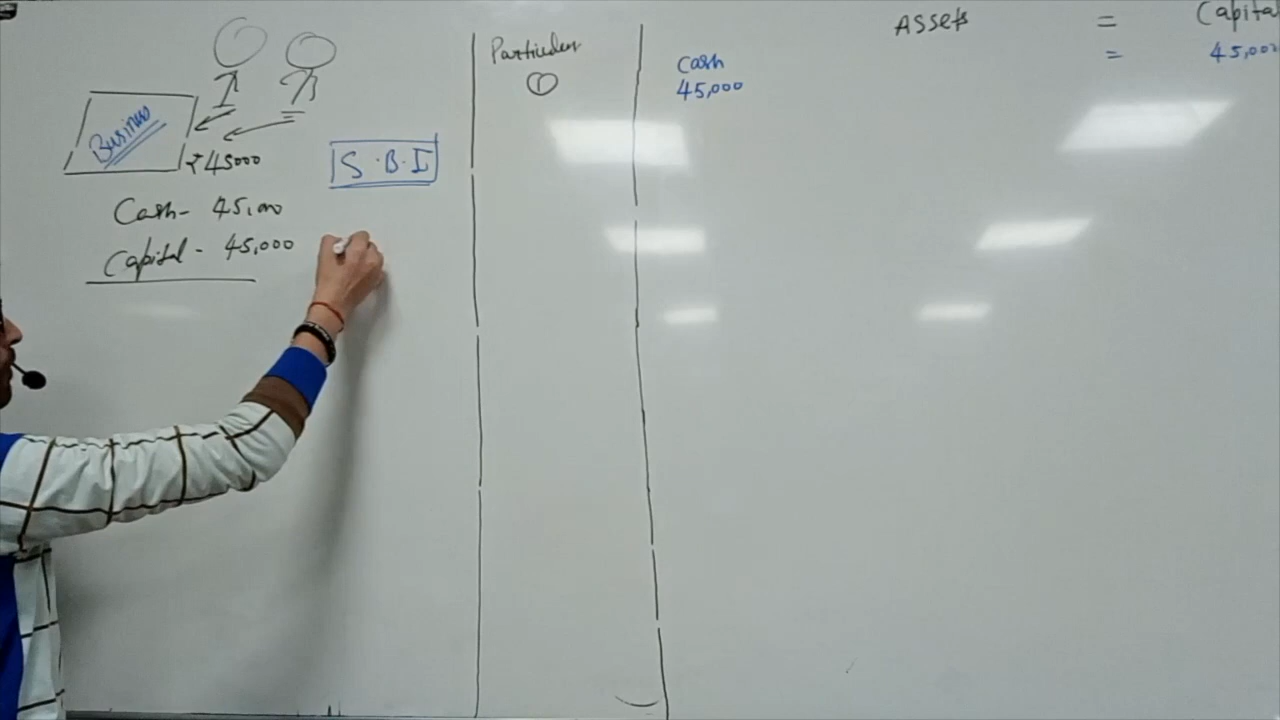 Business
₹45000
S.B.I
Cash- 45,000
Capital - 45,000
Particulars
1
Cash
45,000
Assets = Capital
= 45,000